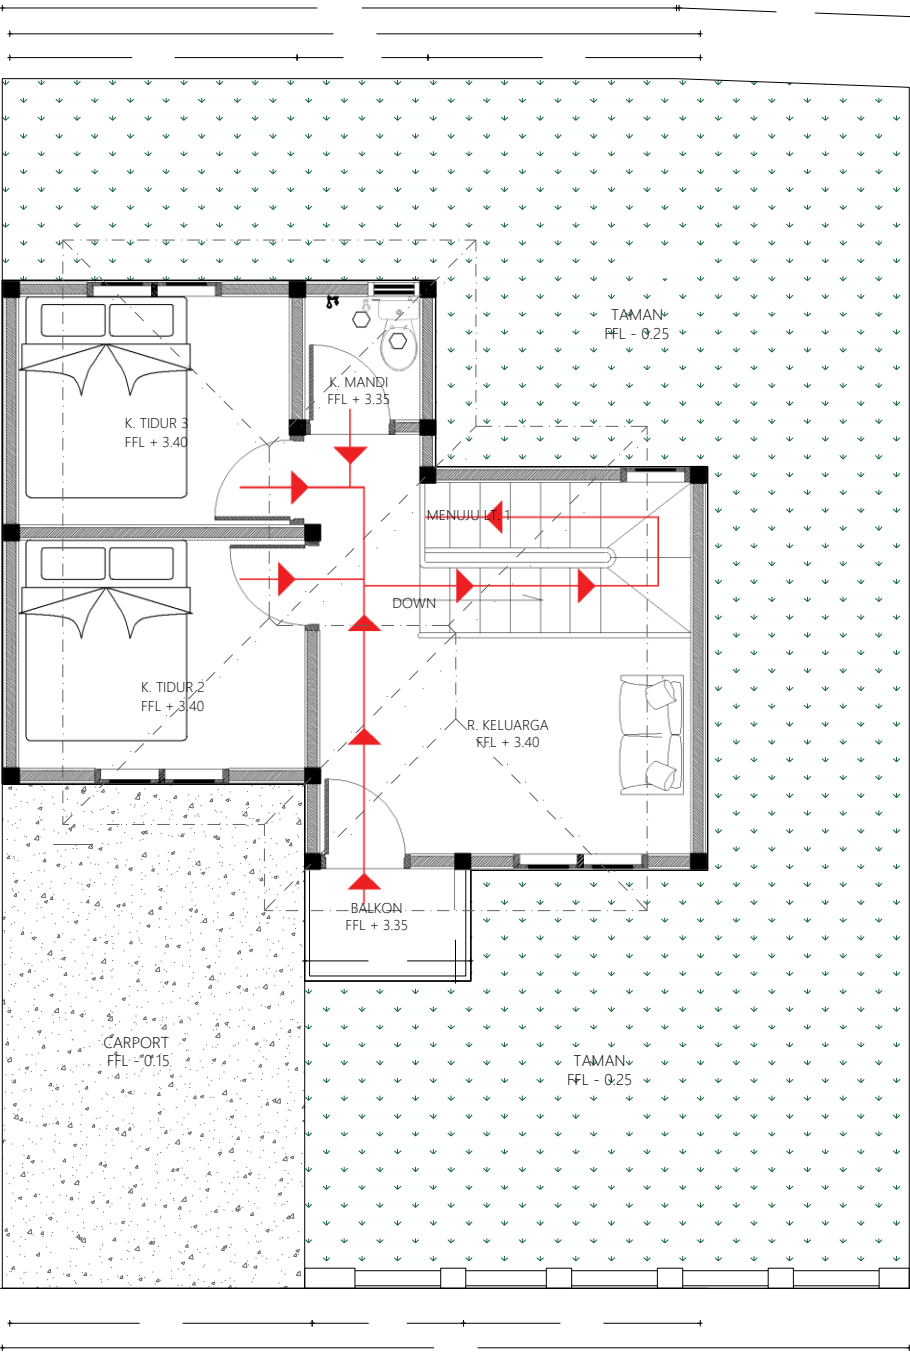 TAMAN
FFL - 0.25
K. MANDI
FFL + 3.35
K. TIDUR 3
FFL + 3.40
MENUJU LT. 1
DOWN
K. TIDUR 2
FFL + 3.40
R. KELUARGA
FFL + 3.40
BALKON
FFL + 3.35
CARPORT
FFL - 0.15
TAMAN
FFL - 0.25